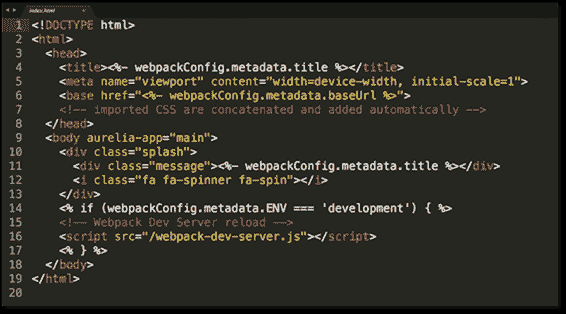 index.html
1 <!DOCTYPE html>
2 <html>
3   <head>
4     <title><%- webpackConfig.metadata.title %></title>
5     <meta name="viewport" content="width=device-width, initial-scale=1">
6     <base href="<%- webpackConfig.metadata.baseUrl %>">
7     <!-- imported CSS are concatenated and added automatically -->
8   </head>
9   <body aurelia-app="main">
10     <div class="splash">
11       <div class="message"><%- webpackConfig.metadata.title %></div>
12       <i class="fa fa-spinner fa-spin"></i>
13     </div>
14     <% if (webpackConfig.metadata.ENV === 'development') { %>
15     <!-- Webpack Dev Server reload -->
16     <script src="/webpack-dev-server.js"></script>
17     <% } %>
18   </body>
19 </html>
20